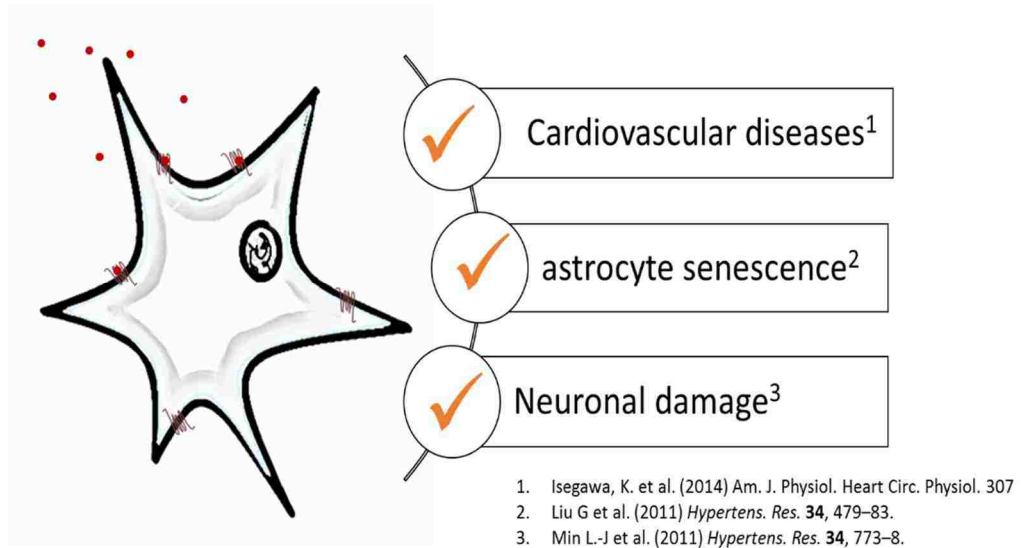 Cardiovascular diseases¹
astrocyte senescence²
Neuronal damage³
1. Isegawa, K. et al. (2014) Am. J. Physiol. Heart Circ. Physiol. 307
2. Liu G et al. (2011) Hypertens. Res. 34, 479–83.
3. Min L.-J et al. (2011) Hypertens. Res. 34, 773–8.